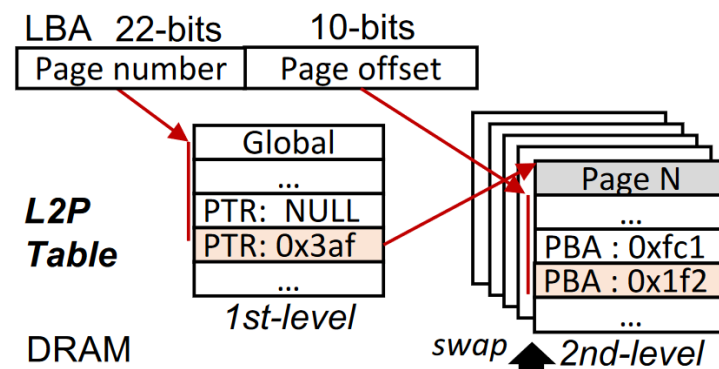 LBA 22-bits 10-bits
Page number Page offset
Global
...
PTR: NULL
PTR: 0x3af
...
1st-level
L2P
Table
DRAM
Page N
...
PBA : 0xfc1
PBA : 0x1f2
...
swap 2nd-level